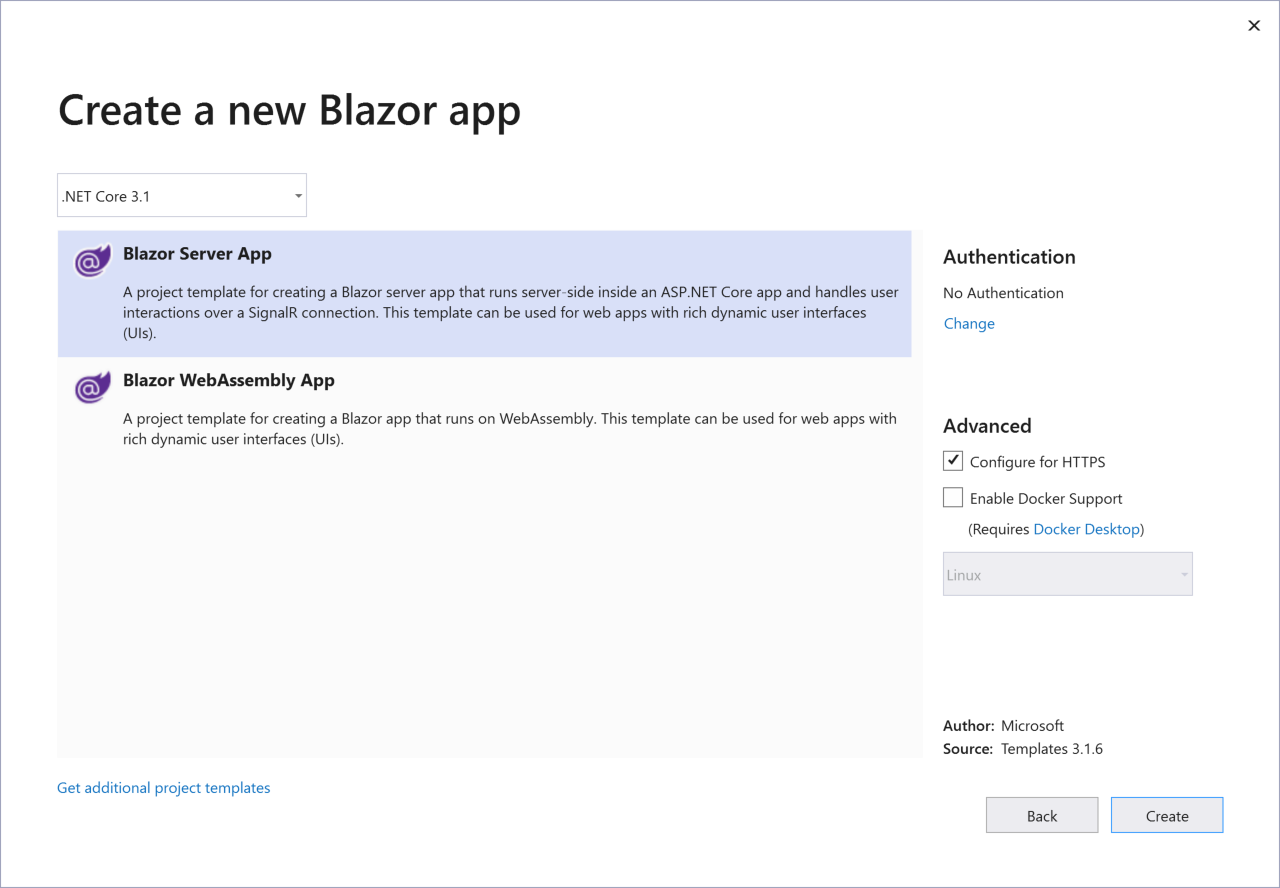 Create a new Blazor app
.NET Core 3.1
Blazor Server App
A project template for creating a Blazor server app that runs server-side inside an ASP.NET Core app and handles user
interactions over a SignalR connection. This template can be used for web apps with rich dynamic user interfaces
(UIs).
Blazor WebAssembly App
A project template for creating a Blazor app that runs on WebAssembly. This template can be used for web apps with
rich dynamic user interfaces (UIs).
Get additional project templates
Authentication
No Authentication
Change
Advanced
Configure for HTTPS
Enable Docker Support
(Requires Docker Desktop)
Linux
Author: Microsoft
Source: Templates 3.1.6
Back
Create